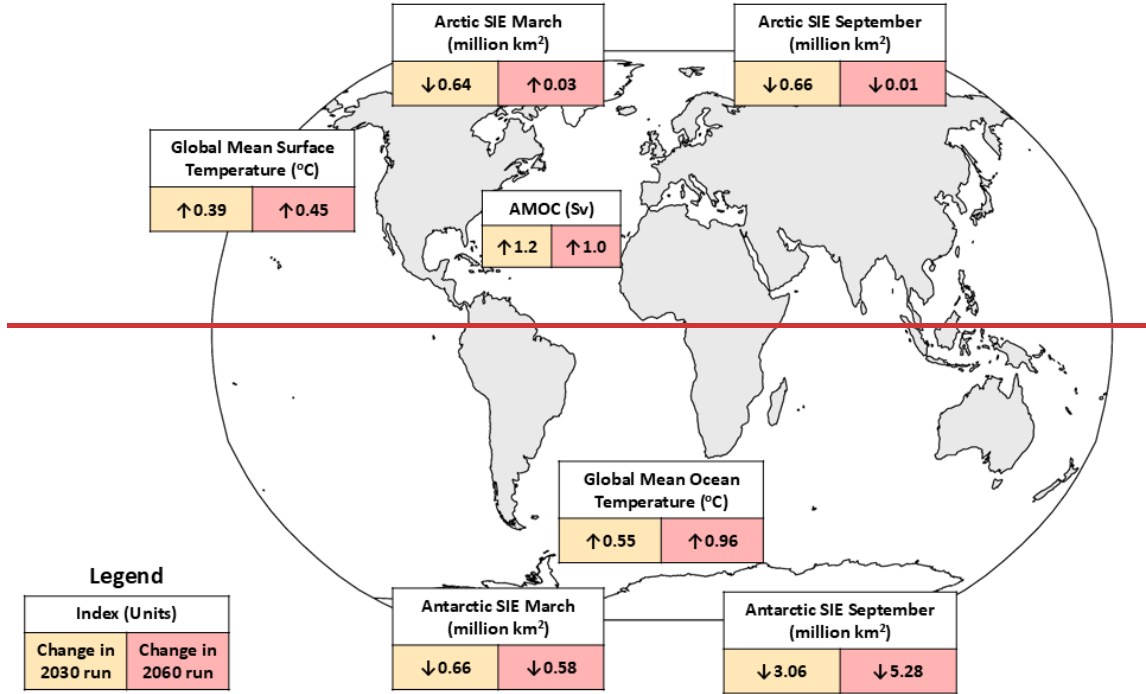 Arctic SIE March
(million km²)
↓0.64 ↑0.03
Arctic SIE September
(million km²)
↓0.66 ↓0.01
Global Mean Surface
Temperature (°C)
↑0.39 ↑0.45
AMOC (Sv)
↑1.2 ↑1.0
Global Mean Ocean
Temperature (°C)
↑0.55 ↑0.96
Legend
Index (Units)
Change in
2030 run
Change in
2060 run
Antarctic SIE March
(million km²)
↓0.66 ↓0.58
Antarctic SIE September
(million km²)
↓3.06 ↓5.28